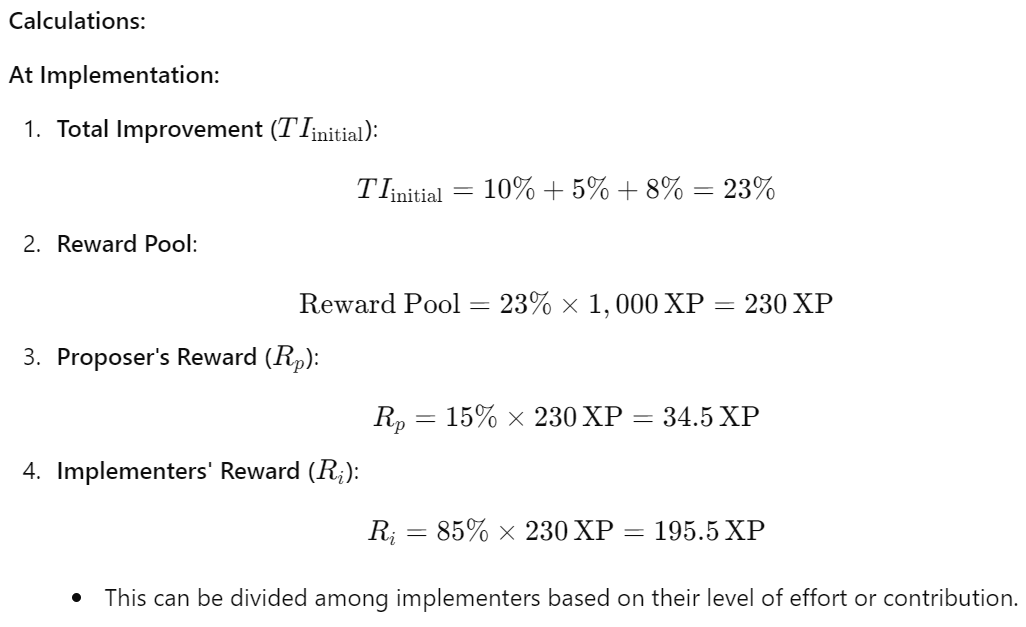 Calculations:
At Implementation:
1. Total Improvement (TI_initial):
TI_initial = 10% + 5% + 8% = 23%
2. Reward Pool:
Reward Pool = 23% × 1,000 XP = 230 XP
3. Proposer's Reward (R_p):
R_p = 15% × 230 XP = 34.5 XP
4. Implementers' Reward (R_i):
R_i = 85% × 230 XP = 195.5 XP
• This can be divided among implementers based on their level of effort or contribution.